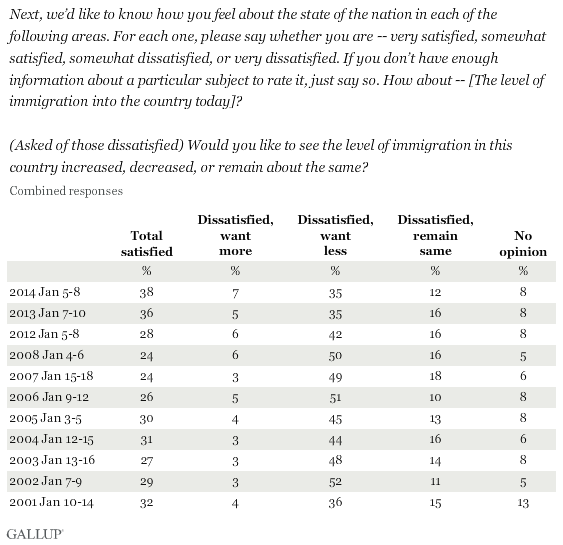 Next, we'd like to know how you feel about the state of the nation in each of the
following areas. For each one, please say whether you are -- very satisfied, somewhat
satisfied, somewhat dissatisfied, or very dissatisfied. If you don't have enough
information about a particular subject to rate it, just say so. How about -- [The level of
immigration into the country today]?
(Asked of those dissatisfied) Would you like to see the level of immigration in this
country increased, decreased, or remain about the same?
Combined responses
Total satisfied | Dissatisfied, want more | Dissatisfied, want less | Dissatisfied, remain same | No opinion
% % % % %
2014 Jan 5-8 38 7 35 12 8
2013 Jan 7-10 36 5 35 16 8
2012 Jan 5-8 28 6 42 16 8
2008 Jan 4-6 24 6 50 16 5
2007 Jan 15-18 24 3 49 18 6
2006 Jan 9-12 26 5 51 10 8
2005 Jan 3-5 30 4 45 13 8
2004 Jan 12-15 31 3 44 16 6
2003 Jan 13-16 27 3 48 14 8
2002 Jan 7-9 29 3 52 11 5
2001 Jan 10-14 32 4 36 15 13
GALLUP